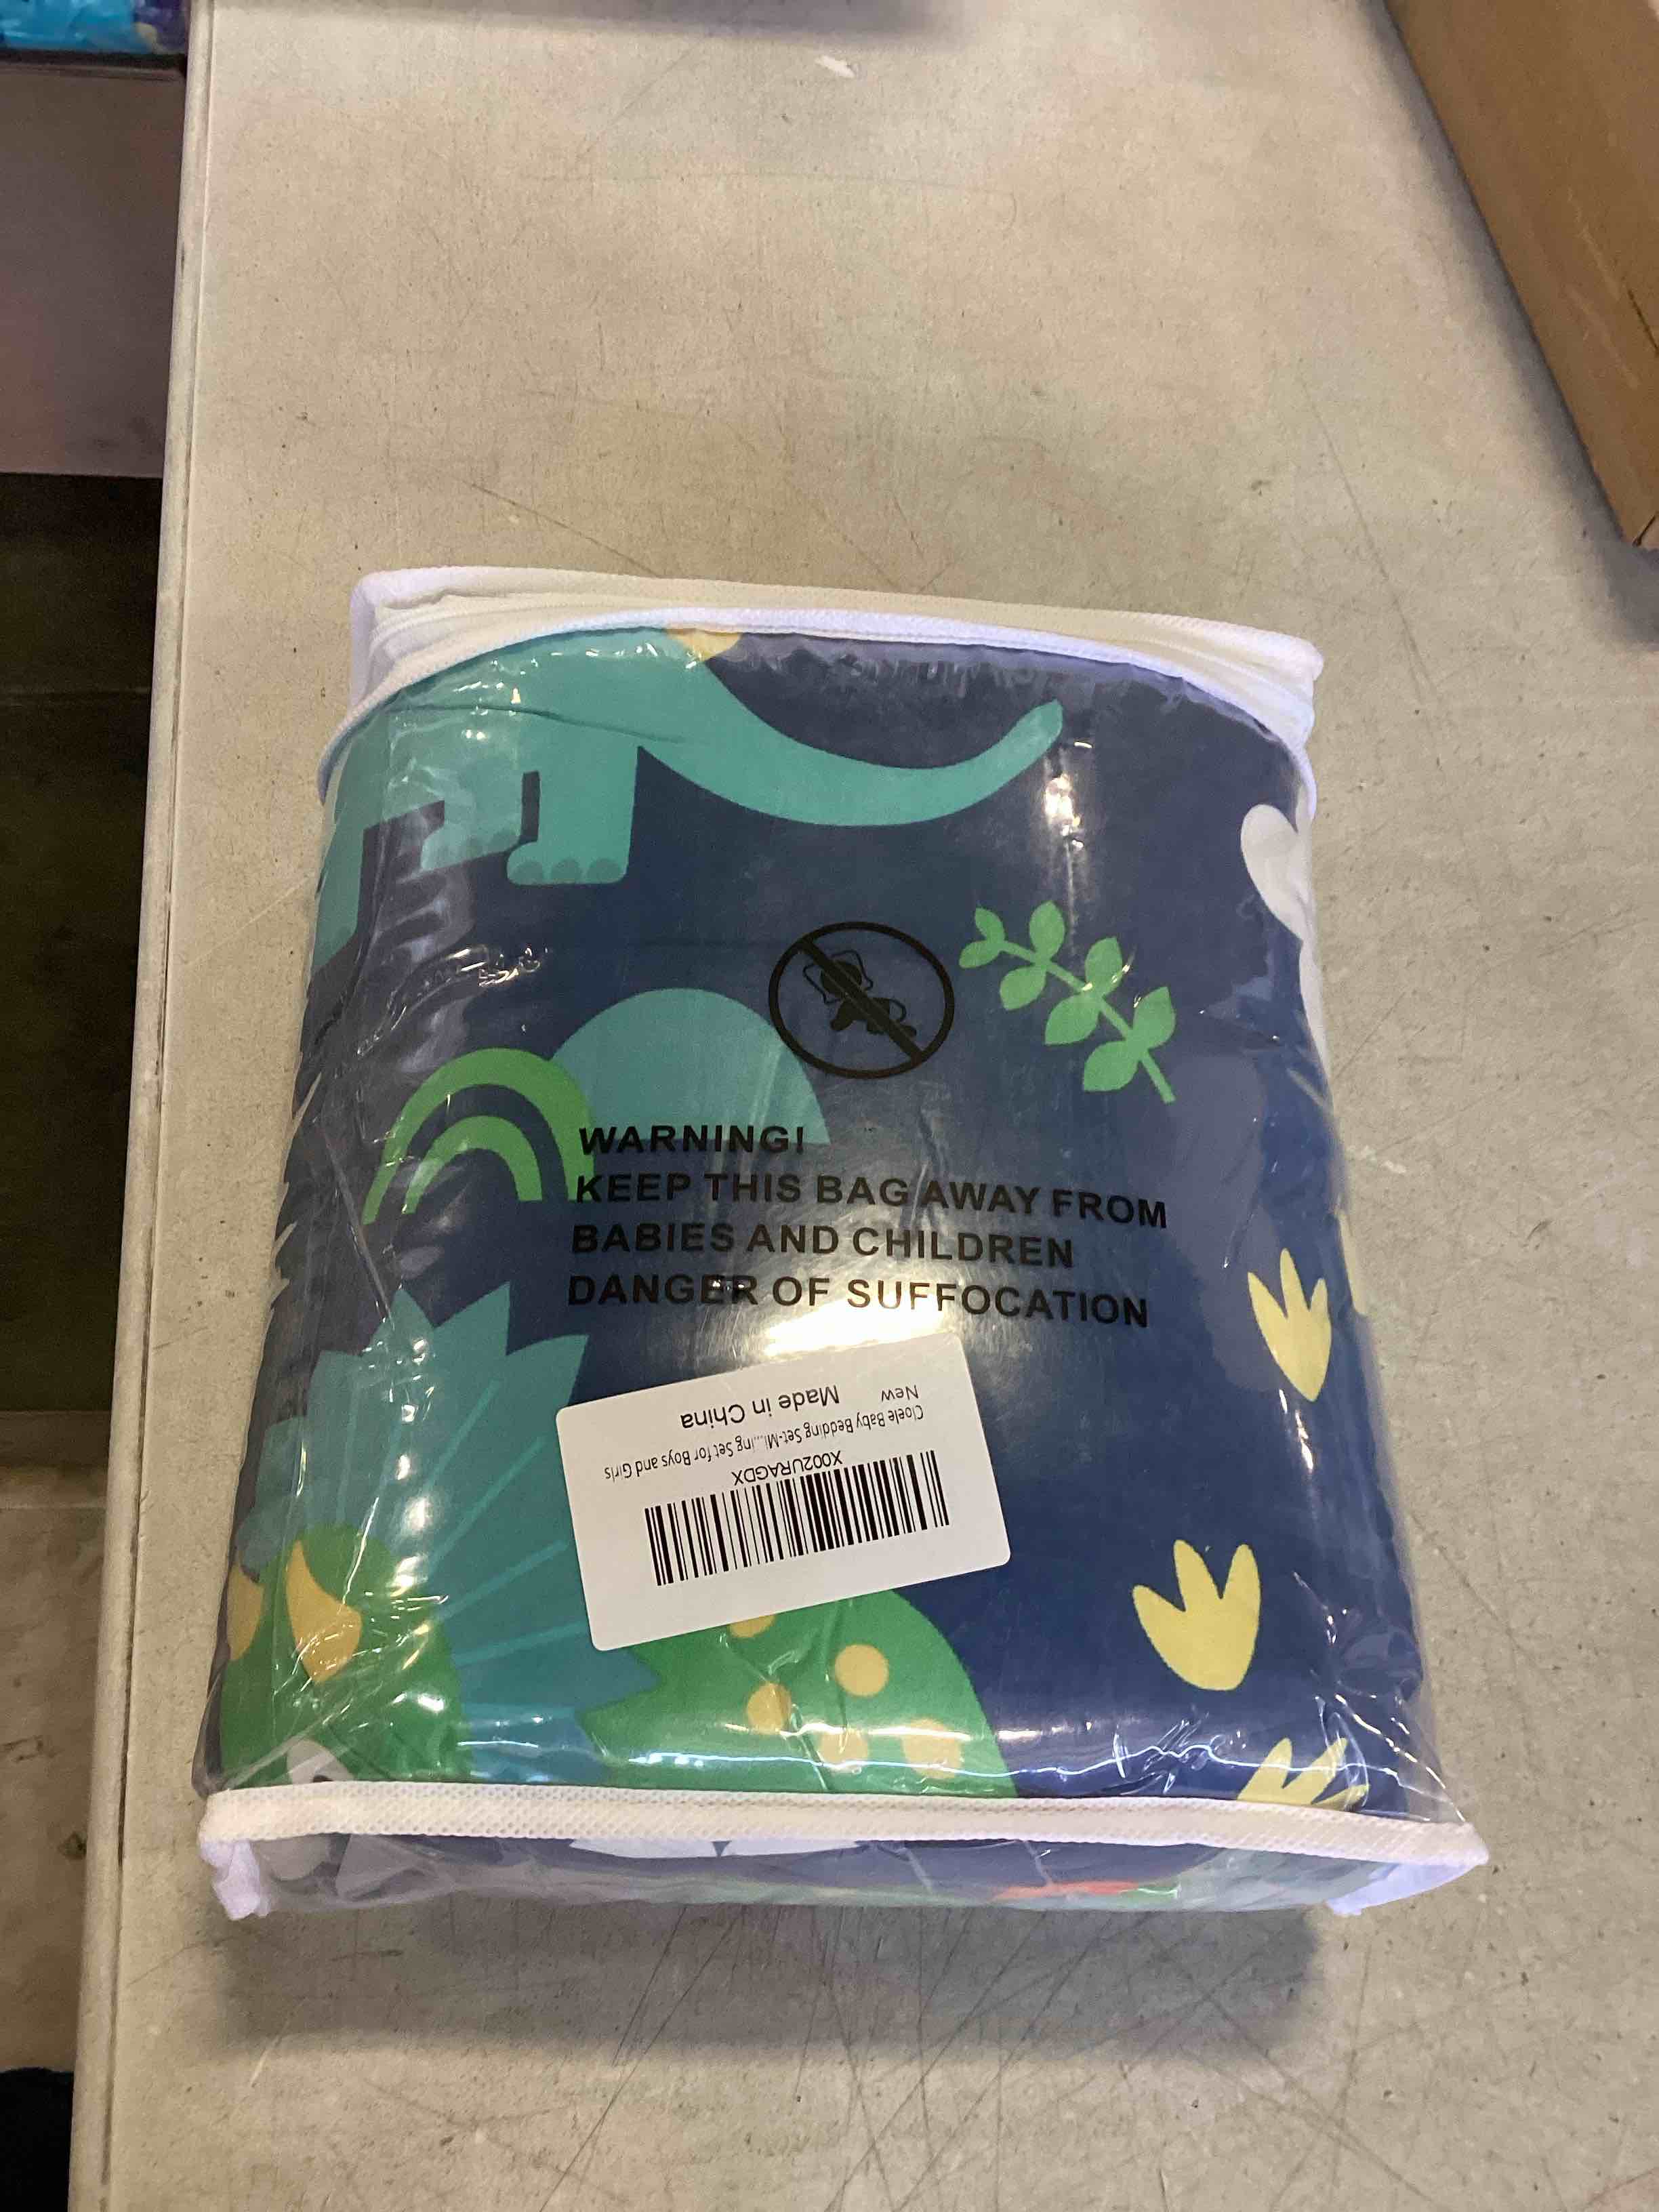 WARNING!
KEEP THIS BAG AWAY FROM
BABIES AND CHILDREN
DANGER OF SUFFOCATION
X002URAGDX
Cloele Baby Bedding Set-Mi...ing Set for Boys and Girls
New
Made in China